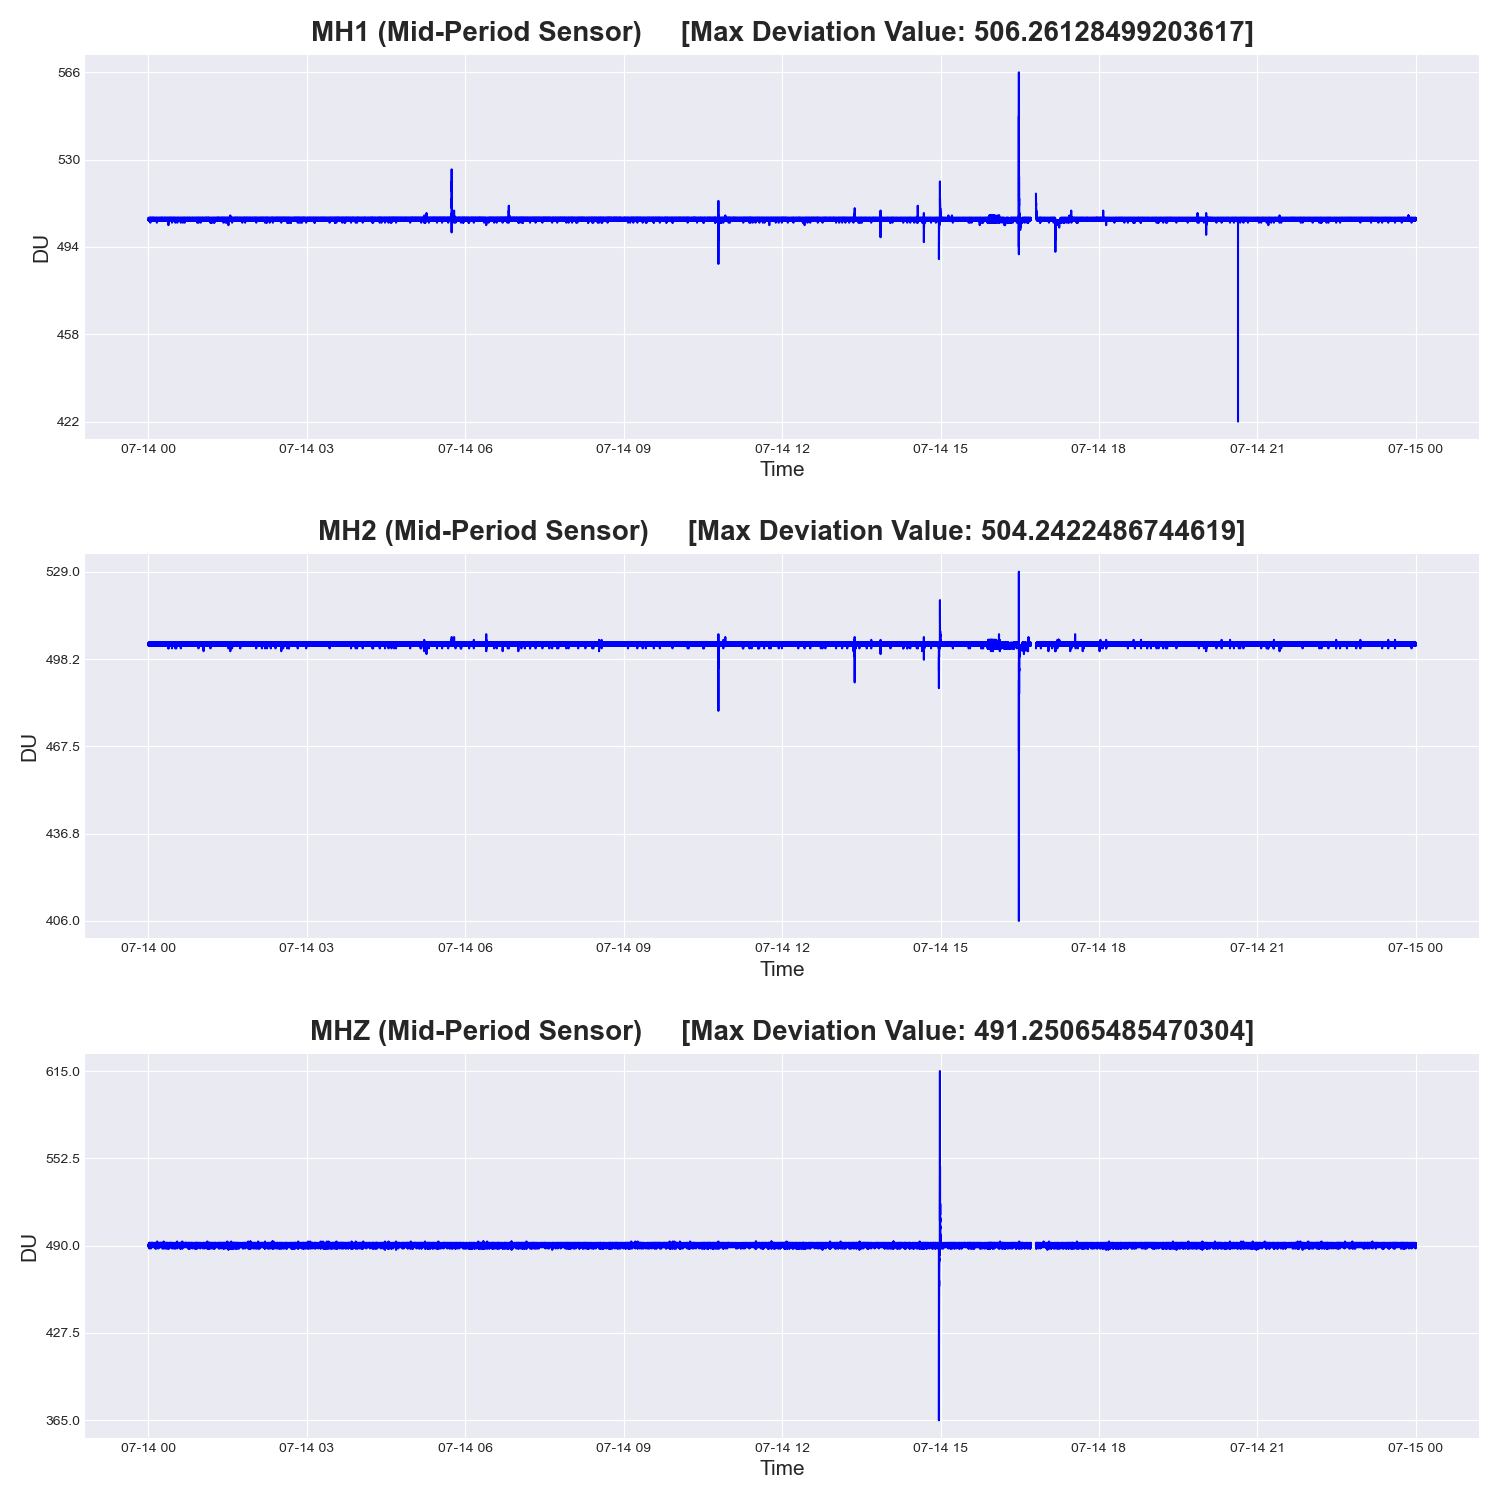 MH1 (Mid-Period Sensor) [Max Deviation Value: 506.26128499203617]
566
530
494
458
422
DU
07-14 00 07-14 03 07-14 06 07-14 09 07-14 12 07-14 15 07-14 18 07-14 21 07-15 00
Time
MH2 (Mid-Period Sensor) [Max Deviation Value: 504.2422486744619]
529.0
498.2
467.5
436.8
406.0
DU
07-14 00 07-14 03 07-14 06 07-14 09 07-14 12 07-14 15 07-14 18 07-14 21 07-15 00
Time
MHZ (Mid-Period Sensor) [Max Deviation Value: 491.25065485470304]
615.0
552.5
490.0
427.5
365.0
DU
07-14 00 07-14 03 07-14 06 07-14 09 07-14 12 07-14 15 07-14 18 07-14 21 07-15 00
Time